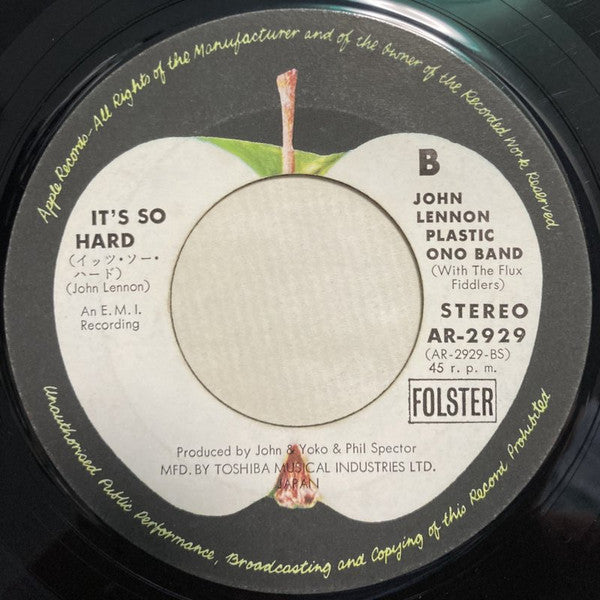 Apple Records-All Rights of the Manufacturer and of the Owner of the Recorded Work Reserved
IT'S SO
HARD
(イッツ・ソー・
ハード)
(John Lennon)
An E.M.I.
Recording
B
JOHN
LENNON
PLASTIC
ONO BAND
(With The Flux
Fiddlers)
STEREO
AR-2929
(AR-2929-BS)
45 r. p. m.
FOLSTER
Produced by John & Yoko & Phil Spector
MFD. BY TOSHIBA MUSICAL INDUSTRIES LTD.
JAPAN
Unauthorised Public Performance, Broadcasting and Copying of this Record Prohibited